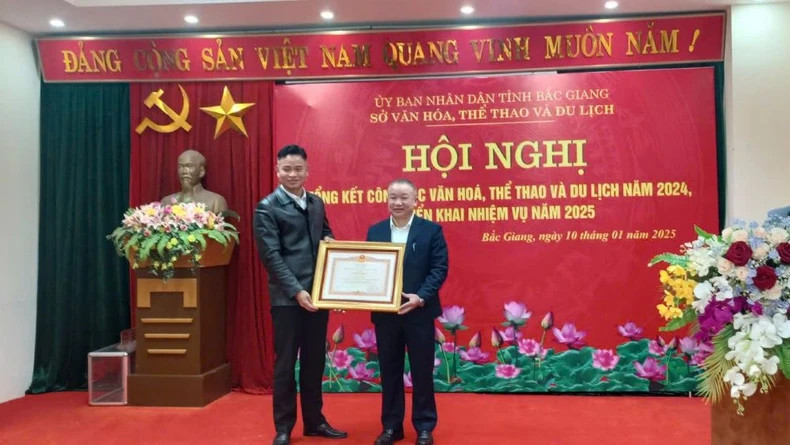 ĐẢNG CỘNG SẢN VIỆT NAM QUANG VINH MUÔN NĂM!
ỦY BAN NHÂN DÂN TỈNH BẮC GIANG
SỞ VĂN HÓA, THỂ THAO VÀ DU LỊCH
HỘI NGHỊ
KẾT VĂN HOÁ, THỂ THAO VÀ DU LỊCH NĂM 2024,
KHAI NHIỆM VỤ NĂM 2025
Bắc Giang, ngày 10 tháng 01 năm 2025